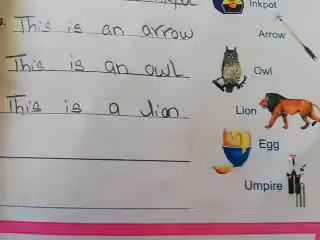 Inkpot
This is an arrow
Arrow
This is an owl
Owl
This is a lion
Lion
Egg
Umpire